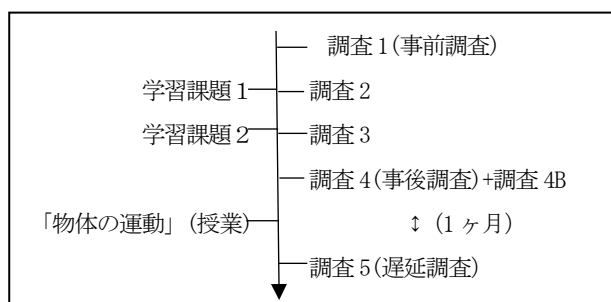 調査1(事前調査)
学習課題1 調査2
学習課題2 調査3
調査4(事後調査)+調査4B
「物体の運動」(授業) ↕(1ヶ月)
調査5(遅延調査)